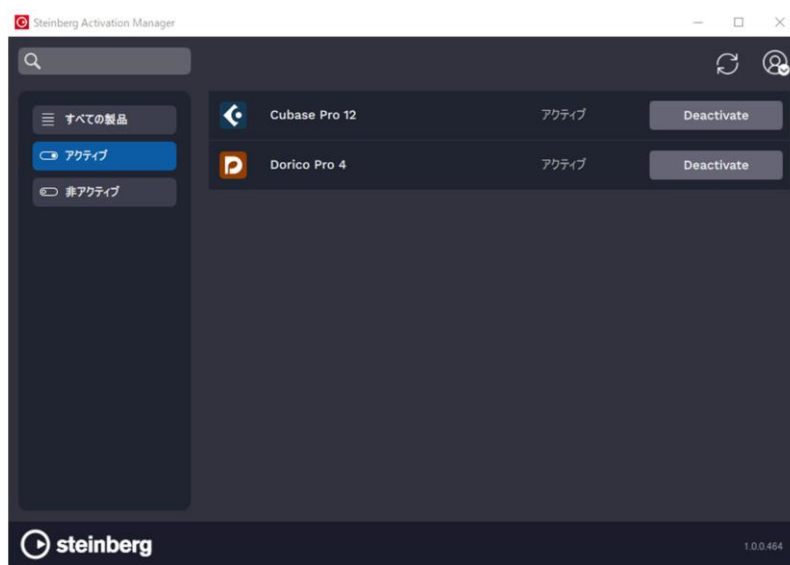 Steinberg Activation Manager
すべての製品
アクティブ
非アクティブ
Cubase Pro 12 アクティブ Deactivate
Dorico Pro 4 アクティブ Deactivate
steinberg
1.0.0.464